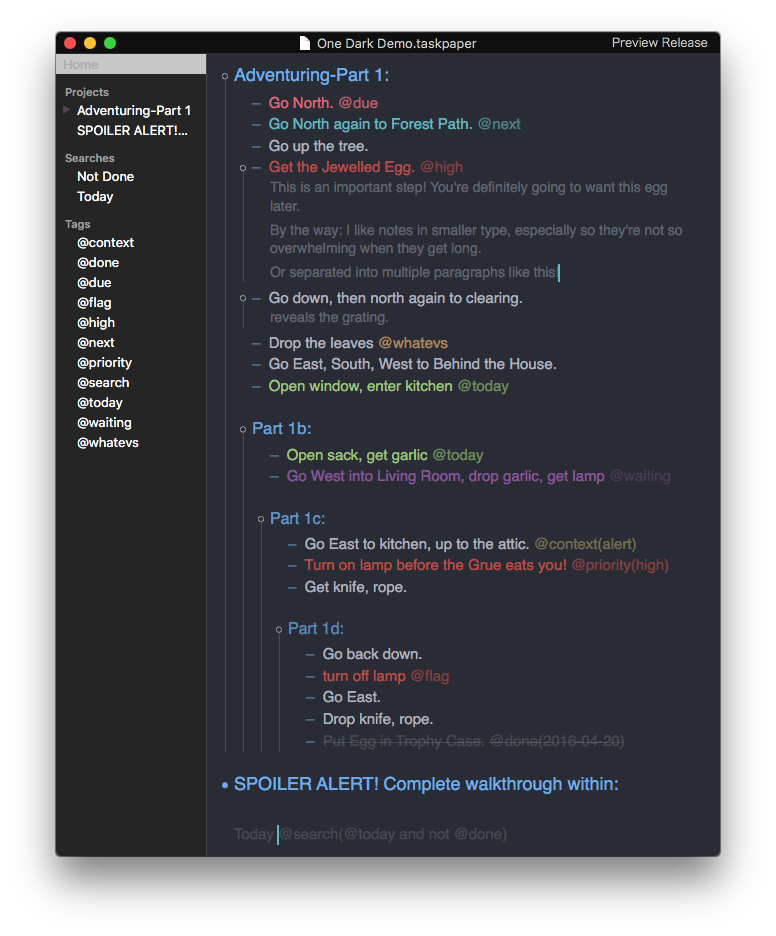 One Dark Demo.taskpaper
Preview Release
Home
Projects
Adventuring-Part 1
SPOILER ALERT!...
Searches
Not Done
Today
Tags
@context
@done
@due
@flag
@high
@next
@priority
@search
@today
@waiting
@whatevs
Adventuring-Part 1:
– Go North. @due
– Go North again to Forest Path. @next
– Go up the tree.
– Get the Jewelled Egg. @high
This is an important step! You're definitely going to want this egg
later.
By the way: I like notes in smaller type, especially so they're not so
overwhelming when they get long.
Or separated into multiple paragraphs like this
– Go down, then north again to clearing.
reveals the grating.
– Drop the leaves @whatevs
– Go East, South, West to Behind the House.
– Open window, enter kitchen @today
Part 1b:
– Open sack, get garlic @today
– Go West into Living Room, drop garlic, get lamp @waiting
Part 1c:
– Go East to kitchen, up to the attic. @context(alert)
– Turn on lamp before the Grue eats you! @priority(high)
– Get knife, rope.
Part 1d:
– Go back down.
– turn off lamp @flag
– Go East.
– Drop knife, rope.
– Put Egg in Trophy Case. @done(2016-04-20)
SPOILER ALERT! Complete walkthrough within:
Today @search(@today and not @done)